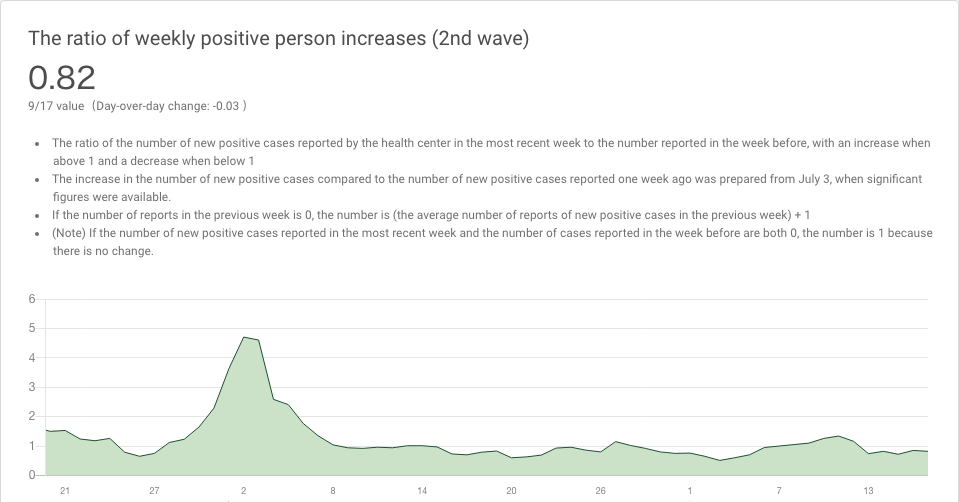 The ratio of weekly positive person increases (2nd wave)
0.82
9/17 value（Day-over-day change: -0.03 ）
• The ratio of the number of new positive cases reported by the health center in the most recent week to the number reported in the week before, with an increase when
above 1 and a decrease when below 1
• The increase in the number of new positive cases compared to the number of new positive cases reported one week ago was prepared from July 3, when significant
figures were available.
• If the number of reports in the previous week is 0, the number is (the average number of reports of new positive cases in the previous week) + 1
• (Note) If the number of new positive cases reported in the most recent week and the number of cases reported in the week before are both 0, the number is 1 because
there is no change.
6
5
4
3
2
1
0
21 27 2 8 14 20 26 1 7 13